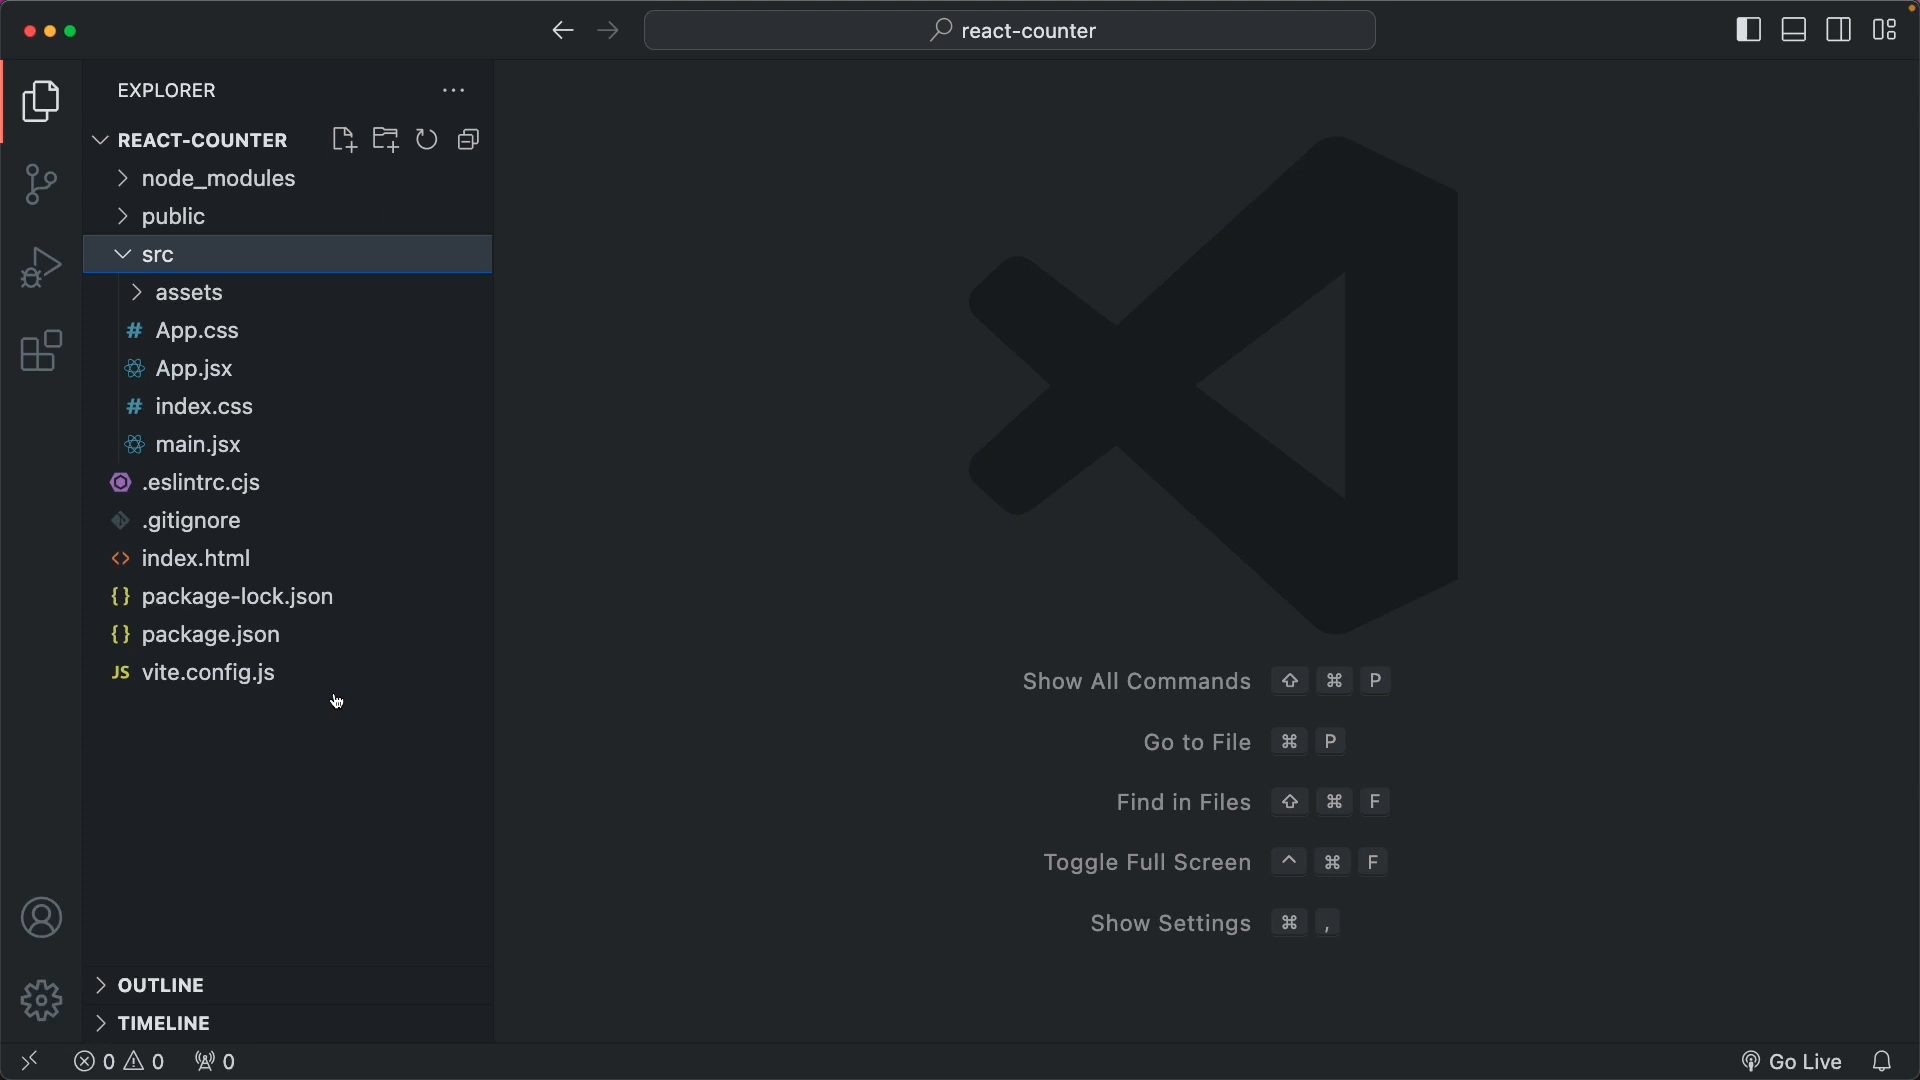 react-counter
EXPLORER
REACT-COUNTER
node_modules
public
src
assets
# App.css
App.jsx
# index.css
main.jsx
.eslintrc.cjs
.gitignore
<> index.html
{} package-lock.json
{} package.json
JS vite.config.js
Show All Commands ⇧ ⌘ P
Go to File ⌘ P
Find in Files ⇧ ⌘ F
Toggle Full Screen ^ ⌘ F
Show Settings ⌘ ,
OUTLINE
TIMELINE
0 0 0
Go Live